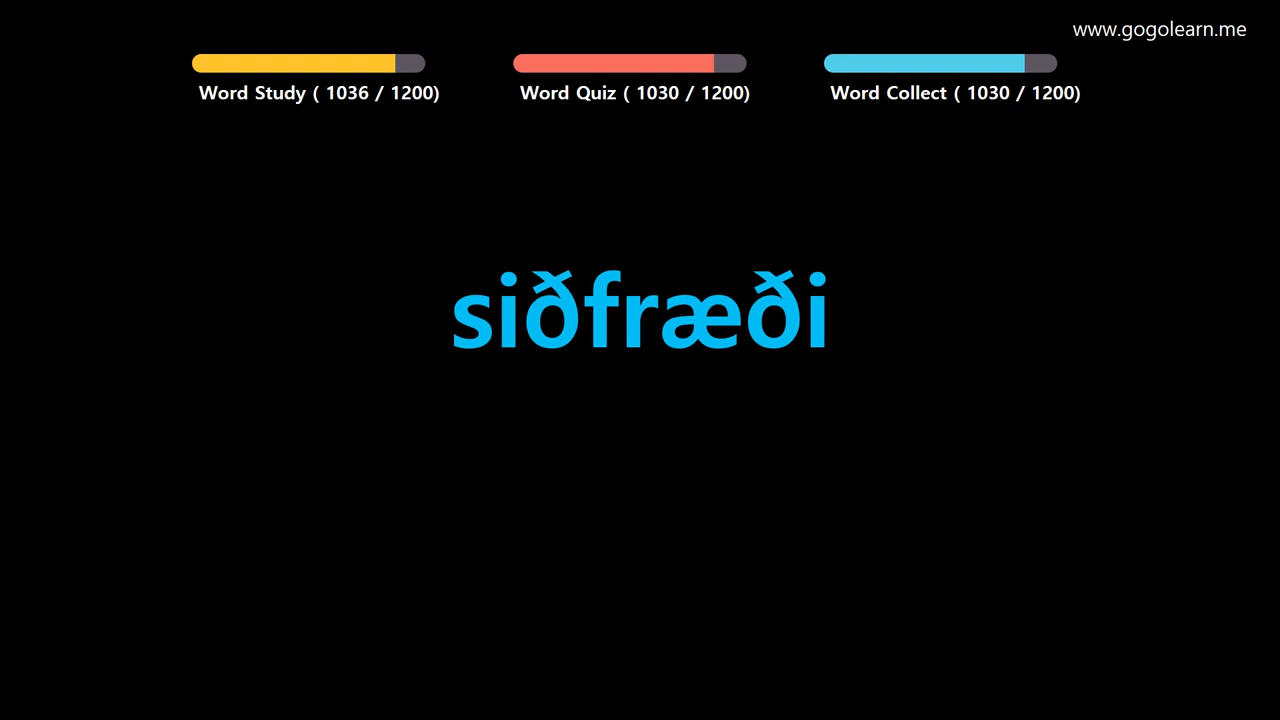 www.gogolearn.me
Word Study ( 1036 / 1200)
Word Quiz ( 1030 / 1200)
Word Collect ( 1030 / 1200)
siðfræði